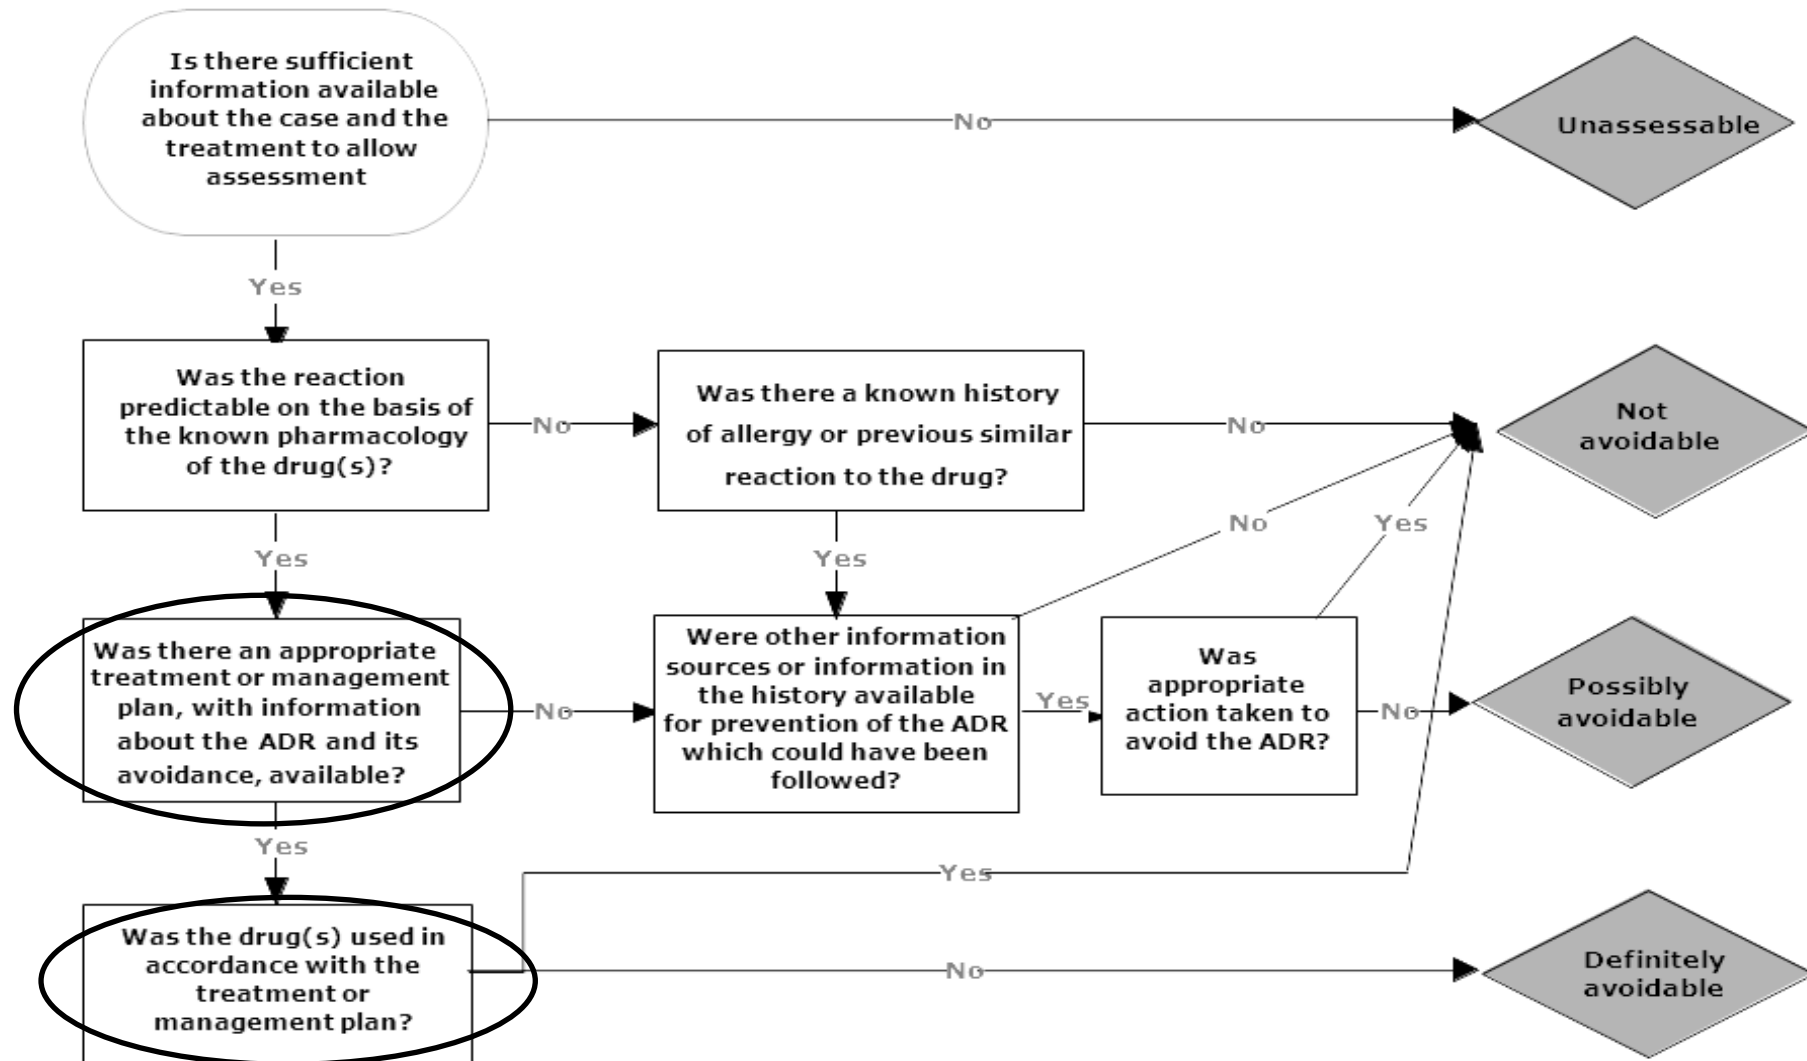 Is there sufficient
information available
about the case and the
treatment to allow
assessment
No
Unassessable
Yes
Was the reaction
predictable on the basis of
the known pharmacology
of the drug(s)?
No
Was there a known history
of allergy or previous similar
reaction to the drug?
No
Not
avoidable
Yes
Yes
No
Yes
Was there an appropriate
treatment or management
plan, with information
about the ADR and its
avoidance, available?
No
Were other information
sources or information in
the history available
for prevention of the ADR
which could have been
followed?
Yes
Was
appropriate
action taken to
avoid the ADR?
No
Possibly
avoidable
Yes
Yes
Was the drug(s) used in
accordance with the
treatment or
management plan?
No
Definitely
avoidable